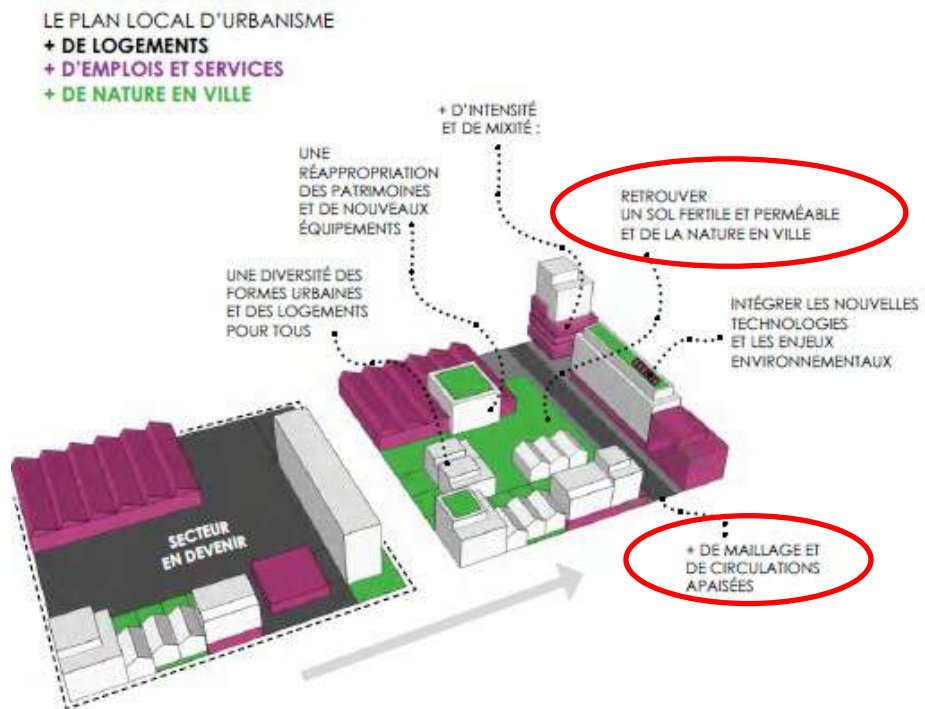 LE PLAN LOCAL D'URBANISME
+ DE LOGEMENTS
+ D'EMPLOIS ET SERVICES
+ DE NATURE EN VILLE
+ D'INTENSITÉ
ET DE MIXITÉ :
UNE
RÉAPPROPRIATION
DES PATRIMOINES
ET DE NOUVEAUX
ÉQUIPEMENTS
RETROUVER
UN SOL FERTILE ET PERMÉABLE
ET DE LA NATURE EN VILLE
UNE DIVERSITÉ DES
FORMES URBAINES
ET DES LOGEMENTS
POUR TOUS
INTÉGRER LES NOUVELLES
TECHNOLOGIES
ET LES ENJEUX
ENVIRONNEMENTAUX
SECTEUR
EN DEVENIR
+ DE MAILLAGE ET
DE CIRCULATIONS
APAISÉES